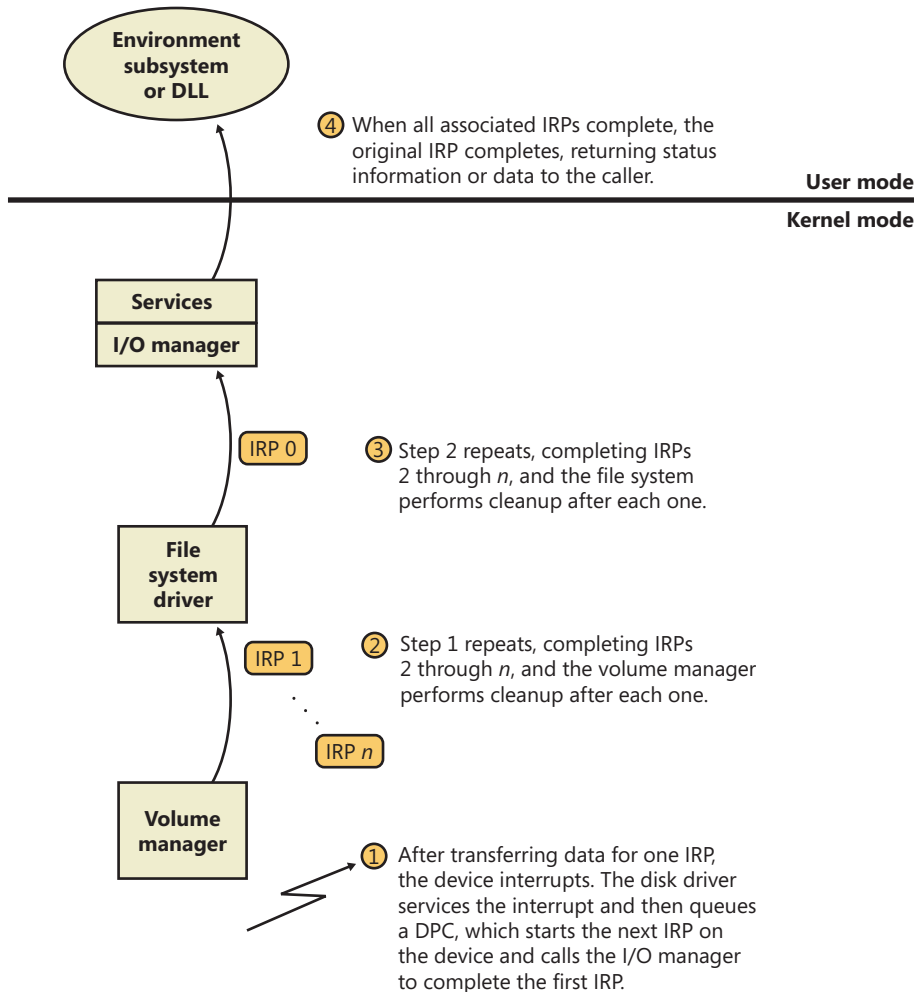 Environment
subsystem
or DLL
4 When all associated IRPs complete, the
original IRP completes, returning status
information or data to the caller.
User mode
Kernel mode
Services
I/O manager
IRP 0
3 Step 2 repeats, completing IRPs
2 through n, and the file system
performs cleanup after each one.
File
system
driver
IRP 1
2 Step 1 repeats, completing IRPs
2 through n, and the volume manager
performs cleanup after each one.
IRP n
Volume
manager
1 After transferring data for one IRP,
the device interrupts. The disk driver
services the interrupt and then queues
a DPC, which starts the next IRP on
the device and calls the I/O manager
to complete the first IRP.